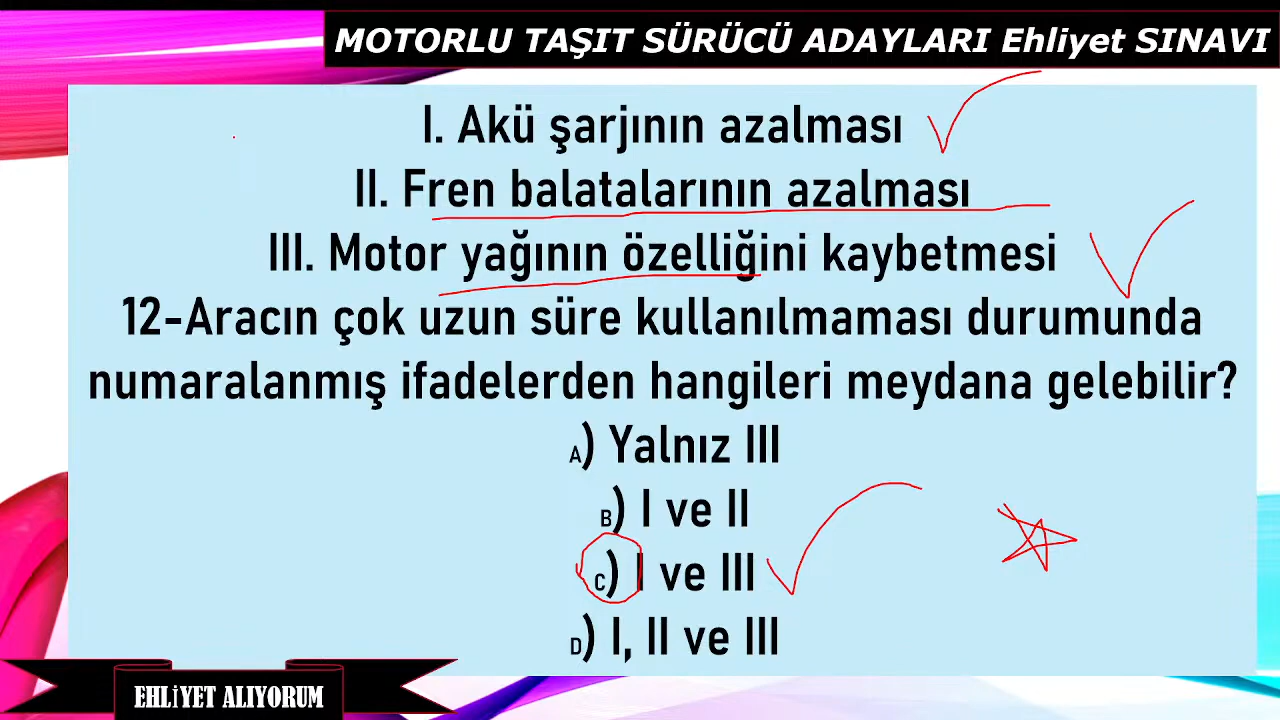 MOTORLU TAŞIT SÜRÜCÜ ADAYLARI Ehliyet SINAVI
I. Akü şarjının azalması
II. Fren balatalarının azalması
III. Motor yağının özelliğini kaybetmesi
12-Aracın çok uzun süre kullanılmaması durumunda
numaralanmış ifadelerden hangileri meydana gelebilir?
A) Yalnız III
B) I ve II
C) I ve III
D) I, II ve III
EHLİYET ALIYORUM